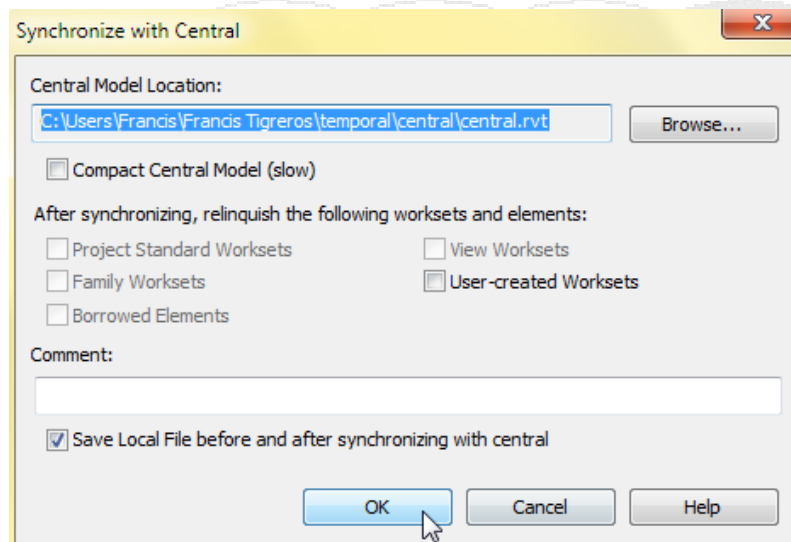 Synchronize with Central
Central Model Location:
C:\Users\Francis\Francis Tigreros\temporal\central\central.rvt
Browse...
Compact Central Model (slow)
After synchronizing, relinquish the following worksets and elements:
Project Standard Worksets
View Worksets
Family Worksets
User-created Worksets
Borrowed Elements
Comment:
Save Local File before and after synchronizing with central
OK
Cancel
Help